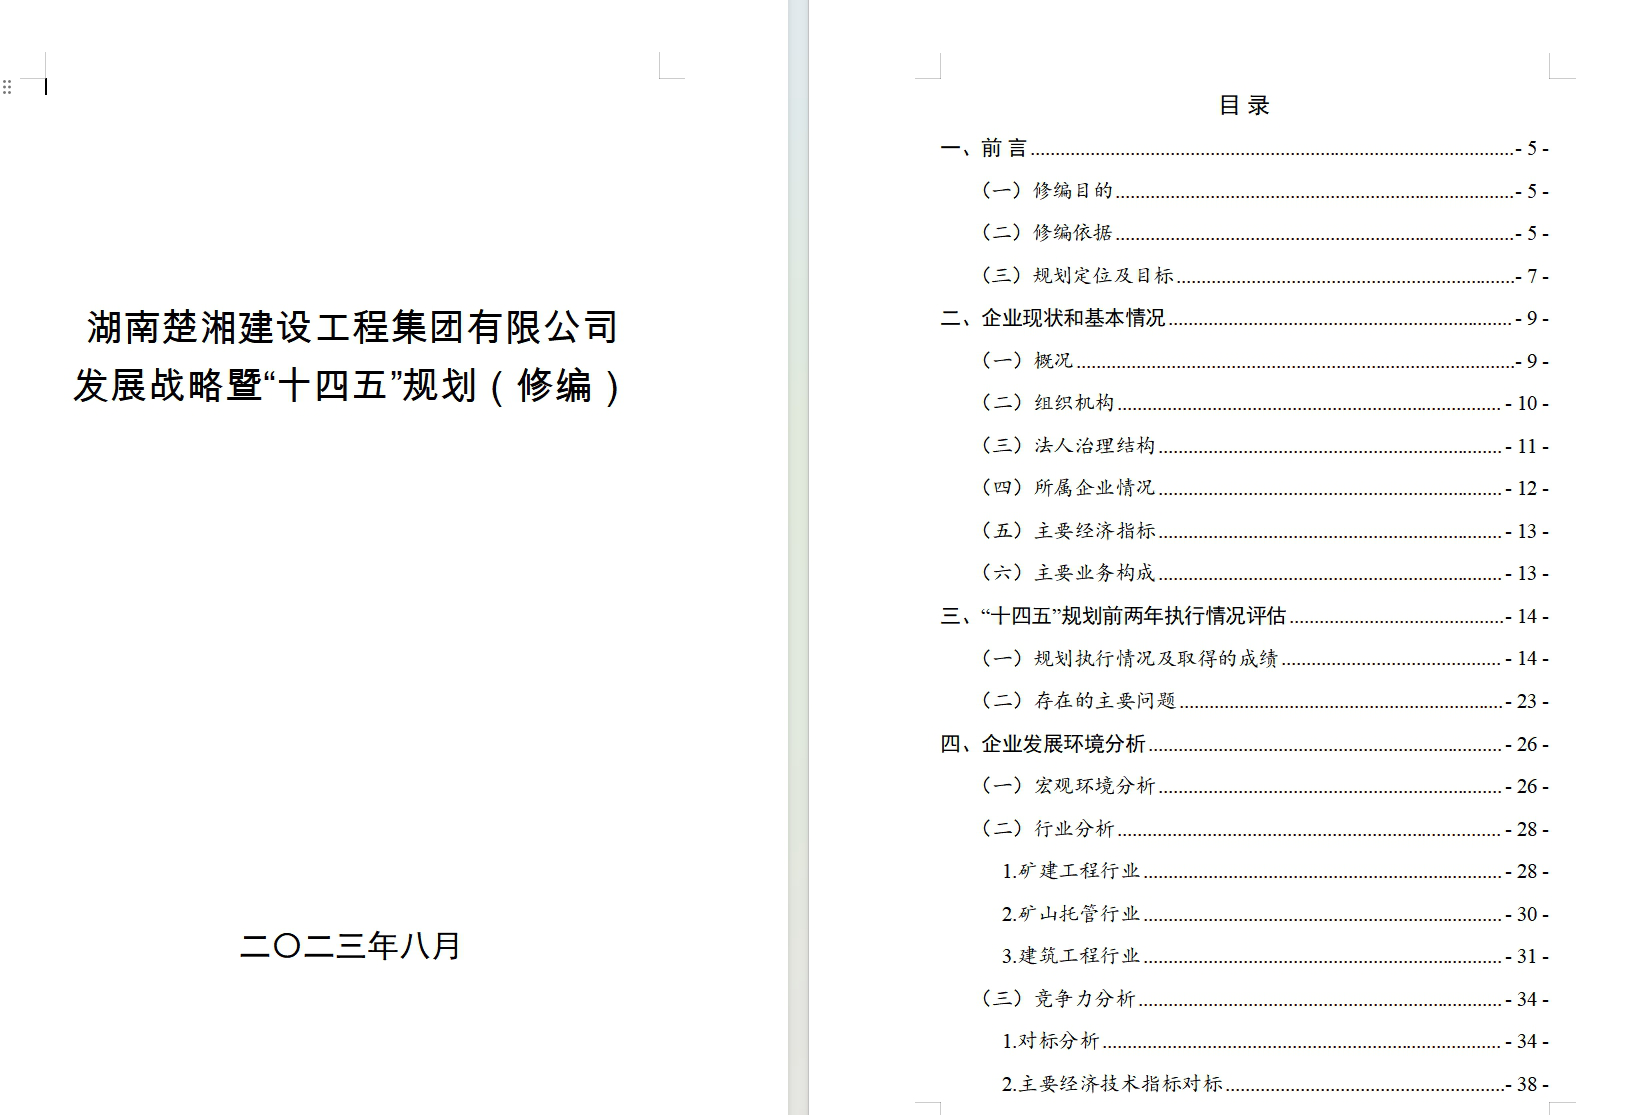 湖南楚湘建设工程集团有限公司
发展战略暨“十四五”规划（修编）
二〇二三年八月
目 录
一、前 言 - 5 -
（一）修编目的 - 5 -
（二）修编依据 - 5 -
（三）规划定位及目标 - 7 -
二、企业现状和基本情况 - 9 -
（一）概况 - 9 -
（二）组织机构 - 10 -
（三）法人治理结构 - 11 -
（四）所属企业情况 - 12 -
（五）主要经济指标 - 13 -
（六）主要业务构成 - 13 -
三、“十四五”规划前两年执行情况评估 - 14 -
（一）规划执行情况及取得的成绩 - 14 -
（二）存在的主要问题 - 23 -
四、企业发展环境分析 - 26 -
（一）宏观环境分析 - 26 -
（二）行业分析 - 28 -
1.矿建工程行业 - 28 -
2.矿山托管行业 - 30 -
3.建筑工程行业 - 31 -
（三）竞争力分析 - 34 -
1.对标分析 - 34 -
2.主要经济技术指标对标 - 38 -